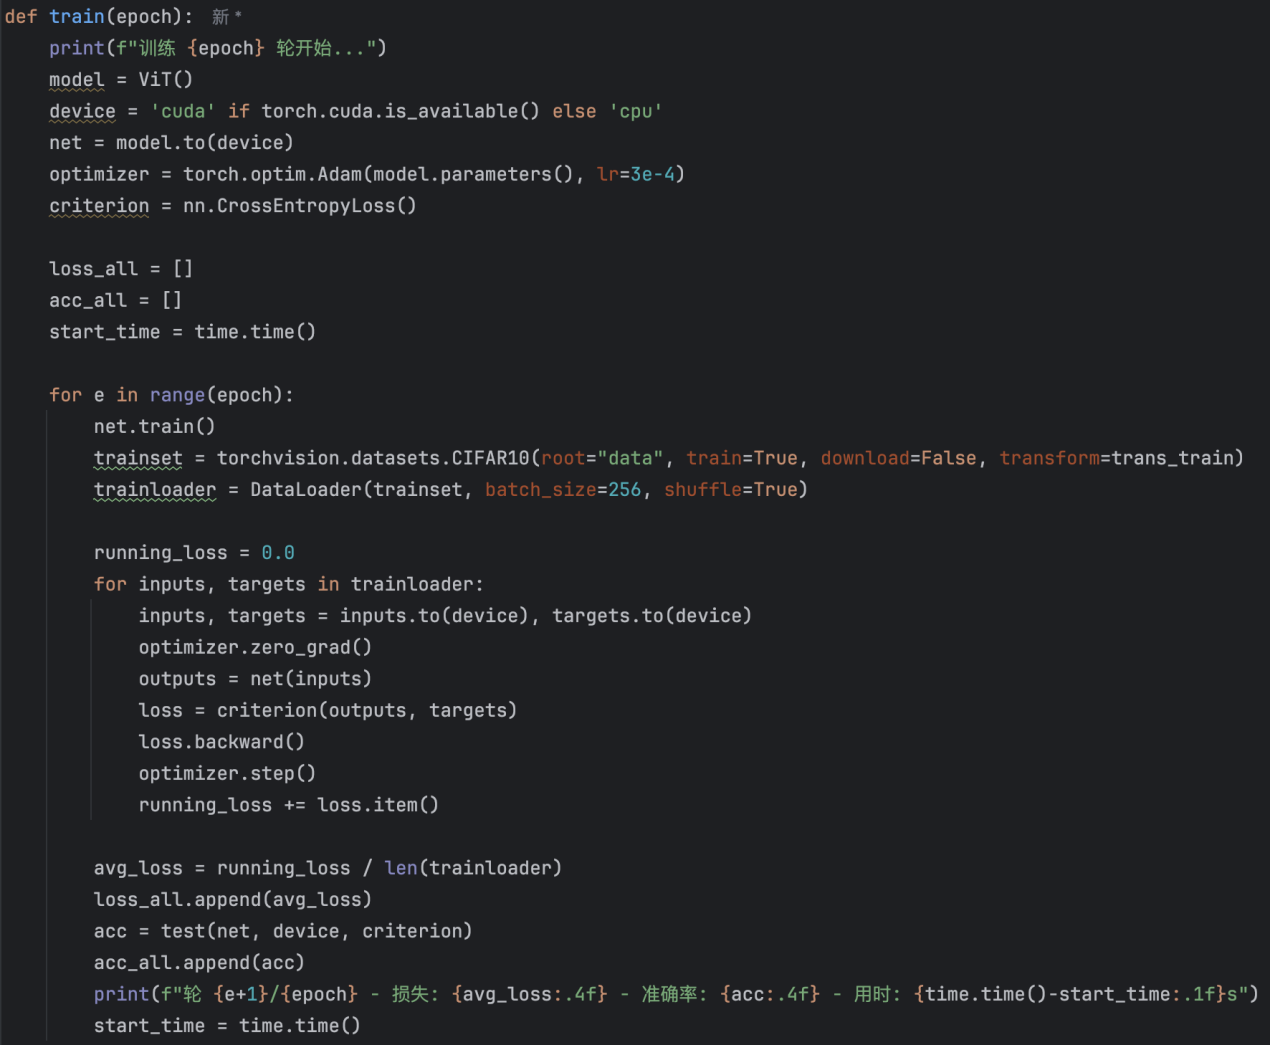 def train(epoch):  新 *
    print(f"训练 {epoch} 轮开始...")
    model = ViT()
    device = 'cuda' if torch.cuda.is_available() else 'cpu'
    net = model.to(device)
    optimizer = torch.optim.Adam(model.parameters(), lr=3e-4)
    criterion = nn.CrossEntropyLoss()

    loss_all = []
    acc_all = []
    start_time = time.time()

    for e in range(epoch):
        net.train()
        trainset = torchvision.datasets.CIFAR10(root="data", train=True, download=False, transform=trans_train)
        trainloader = DataLoader(trainset, batch_size=256, shuffle=True)

        running_loss = 0.0
        for inputs, targets in trainloader:
            inputs, targets = inputs.to(device), targets.to(device)
            optimizer.zero_grad()
            outputs = net(inputs)
            loss = criterion(outputs, targets)
            loss.backward()
            optimizer.step()
            running_loss += loss.item()

        avg_loss = running_loss / len(trainloader)
        loss_all.append(avg_loss)
        acc = test(net, device, criterion)
        acc_all.append(acc)
        print(f"轮 {e+1}/{epoch} - 损失: {avg_loss:.4f} - 准确率: {acc:.4f} - 用时: {time.time()-start_time:.1f}s")
        start_time = time.time()